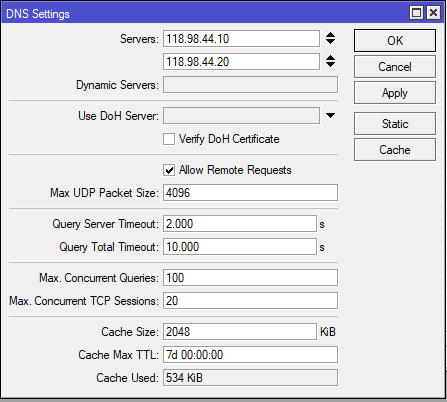 DNS Settings
Servers: 118.98.44.10
118.98.44.20
Dynamic Servers:
Use DoH Server:
Verify DoH Certificate
Allow Remote Requests
Max UDP Packet Size: 4096
Query Server Timeout: 2.000 s
Query Total Timeout: 10.000 s
Max. Concurrent Queries: 100
Max. Concurrent TCP Sessions: 20
Cache Size: 2048 KiB
Cache Max TTL: 7d 00:00:00
Cache Used: 534 KiB
OK
Cancel
Apply
Static
Cache